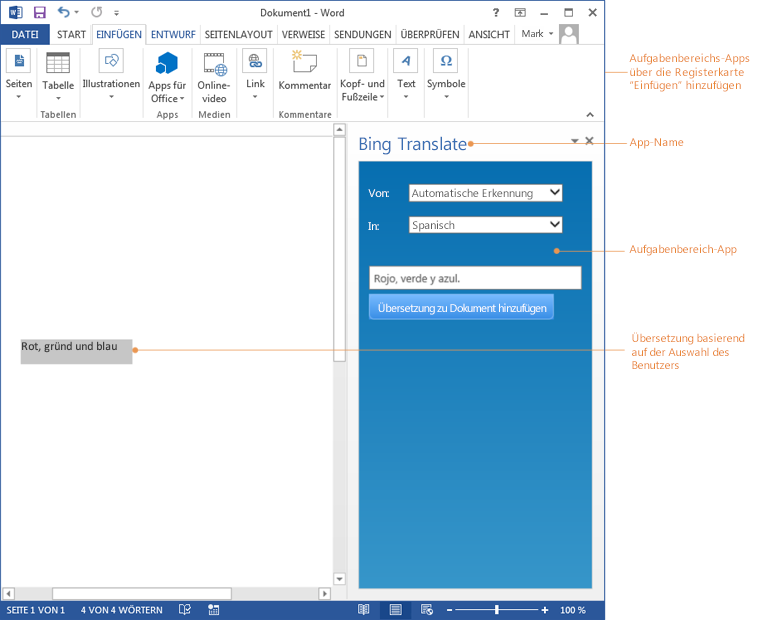 Dokument1 - Word
?
DATEI START EINFÜGEN ENTWURF SEITENLAYOUT VERWEISE SENDUNGEN ÜBERPRÜFEN ANSICHT Mark
Seiten
Tabelle
Illustrationen
Apps für
Office
Online-
video
Link
Kommentar
Kopf- und
Fußzeile
Text
Symbole
Tabellen Apps Medien Kommentare
Aufgabenbereichs-Apps
über die Registerkarte
"Einfügen" hinzufügen
Bing Translate
App-Name
Von: Automatische Erkennung
In: Spanisch
Aufgabenbereich-App
Rojo, verde y azul.
Übersetzung zu Dokument hinzufügen
Rot, gründ und blau
Übersetzung basierend
auf der Auswahl des
Benutzers
SEITE 1 VON 1 4 VON 4 WÖRTERN 100 %